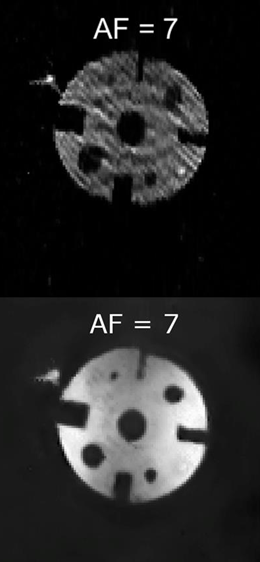 AF = 7
AF = 7